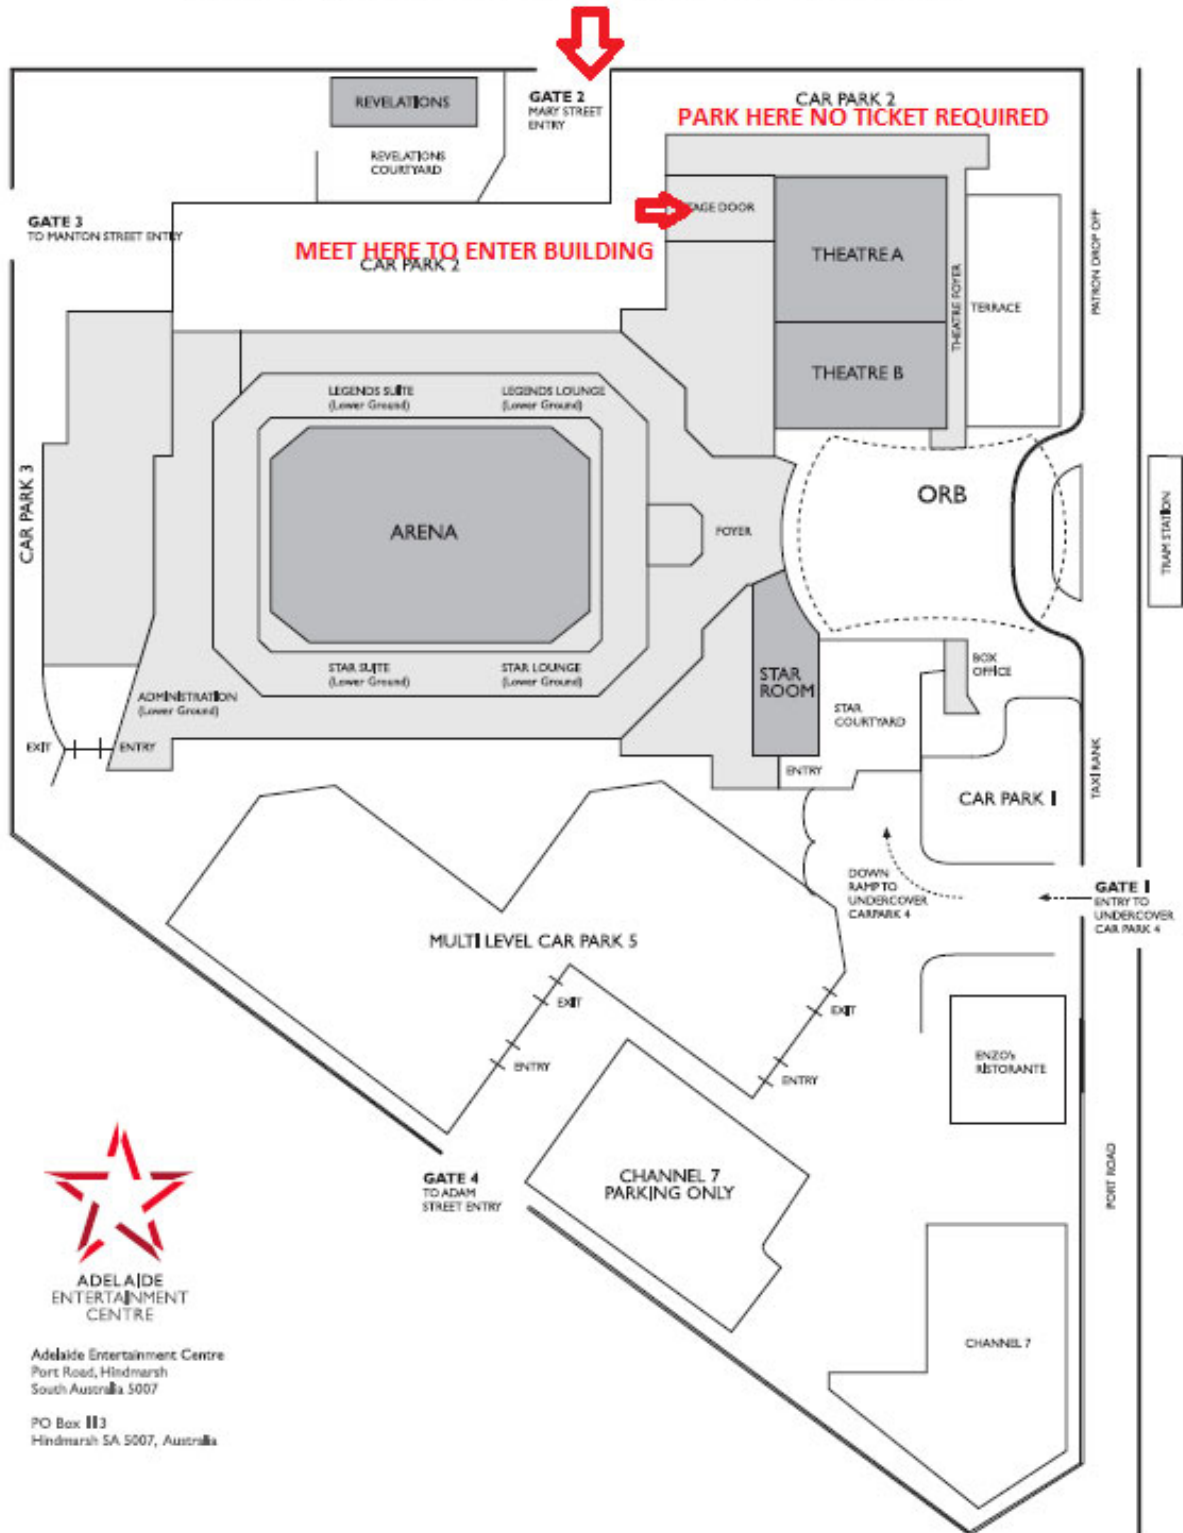 REVELATIONS
GATE 2
MARY STREET
ENTRY
CAR PARK 2
PARK HERE NO TICKET REQUIRED
REVELATIONS
COURTYARD
GATE 3
TO MANTON STREET ENTRY
TAGE DOOR
MEET HERE TO ENTER BUILDING
CAR PARK 2
THEATRE A
THEATRE FOYER
TERRACE
PATRON DROP OFF
THEATRE B
LEGENDS SUITE
(Lower Ground)
LEGENDS LOUNGE
(Lower Ground)
CAR PARK 3
ARENA
FOYER
ORB
TRAM STATION
STAR SUITE
(Lower Ground)
STAR LOUNGE
(Lower Ground)
STAR
ROOM
BOX
OFFICE
ADMINISTRATION
(Lower Ground)
STAR
COURTYARD
EXIT
ENTRY
ENTRY
TAXI RANK
CAR PARK 1
DOWN
RAMP TO
UNDERCOVER
CARPARK 4
GATE 1
ENTRY TO
UNDERCOVER
CAR PARK 4
MULTI LEVEL CAR PARK 5
EXIT
EXIT
ENTRY
ENTRY
ENZO's
RISTORANTE
GATE 4
TO ADAM
STREET ENTRY
CHANNEL 7
PARKING ONLY
PORT ROAD
ADELAIDE
ENTERTAINMENT
CENTRE
CHANNEL 7
Adelaide Entertainment Centre
Port Road, Hindmarsh
South Australia 5007
PO Box 113
Hindmarsh SA 5007, Australia